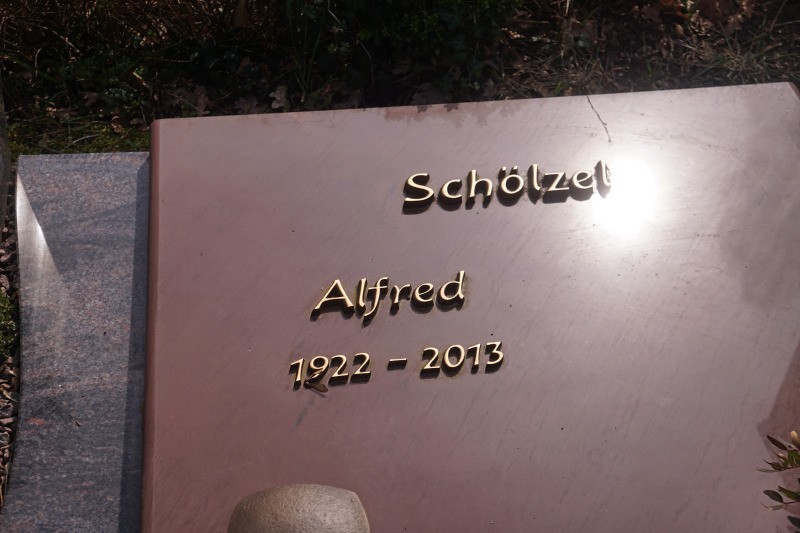 Schölzel
Alfred
1922 – 2013